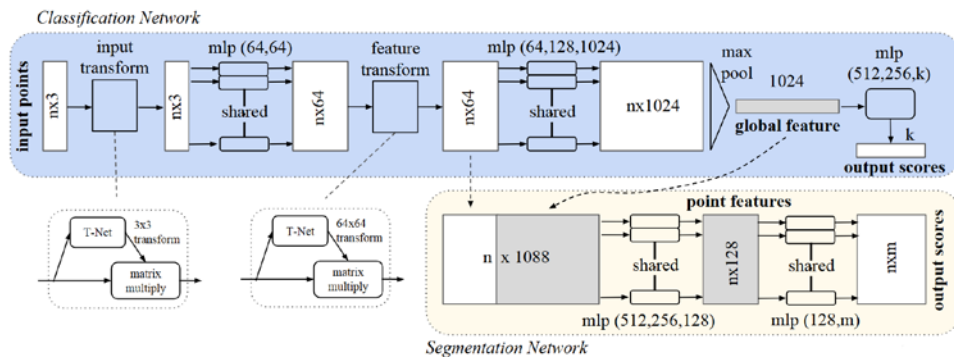 Classification Network
input points
nx3
input
transform
nx3
mlp (64,64)
shared
nx64
feature
transform
nx64
mlp (64,128,1024)
shared
nx1024
max
pool
1024
global feature
mlp
(512,256,k)
k
output scores
T-Net
3x3
transform
matrix
multiply
T-Net
64x64
transform
matrix
multiply
point features
n x 1088
shared
mlp (512,256,128)
nx128
shared
mlp (128,m)
nxm
output scores
Segmentation Network